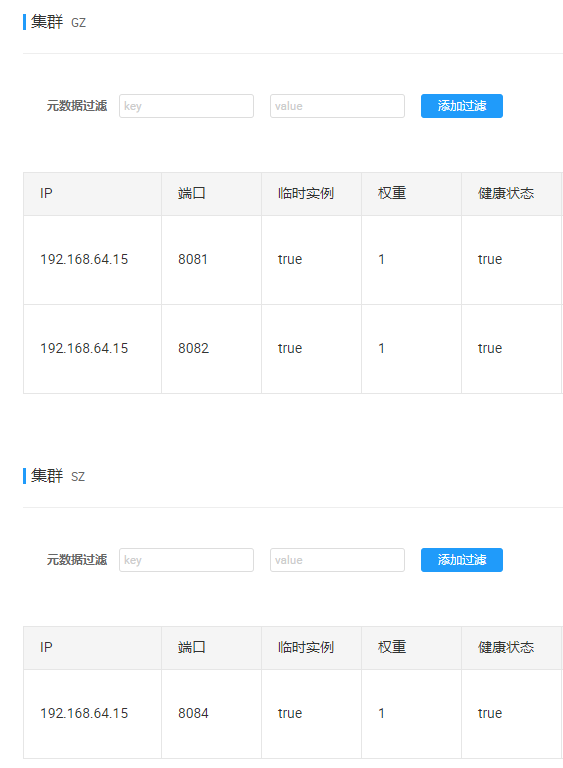 集群 GZ
元数据过滤 key value 添加过滤
IP 端口 临时实例 权重 健康状态
192.168.64.15 8081 true 1 true
192.168.64.15 8082 true 1 true
集群 SZ
元数据过滤 key value 添加过滤
IP 端口 临时实例 权重 健康状态
192.168.64.15 8084 true 1 true